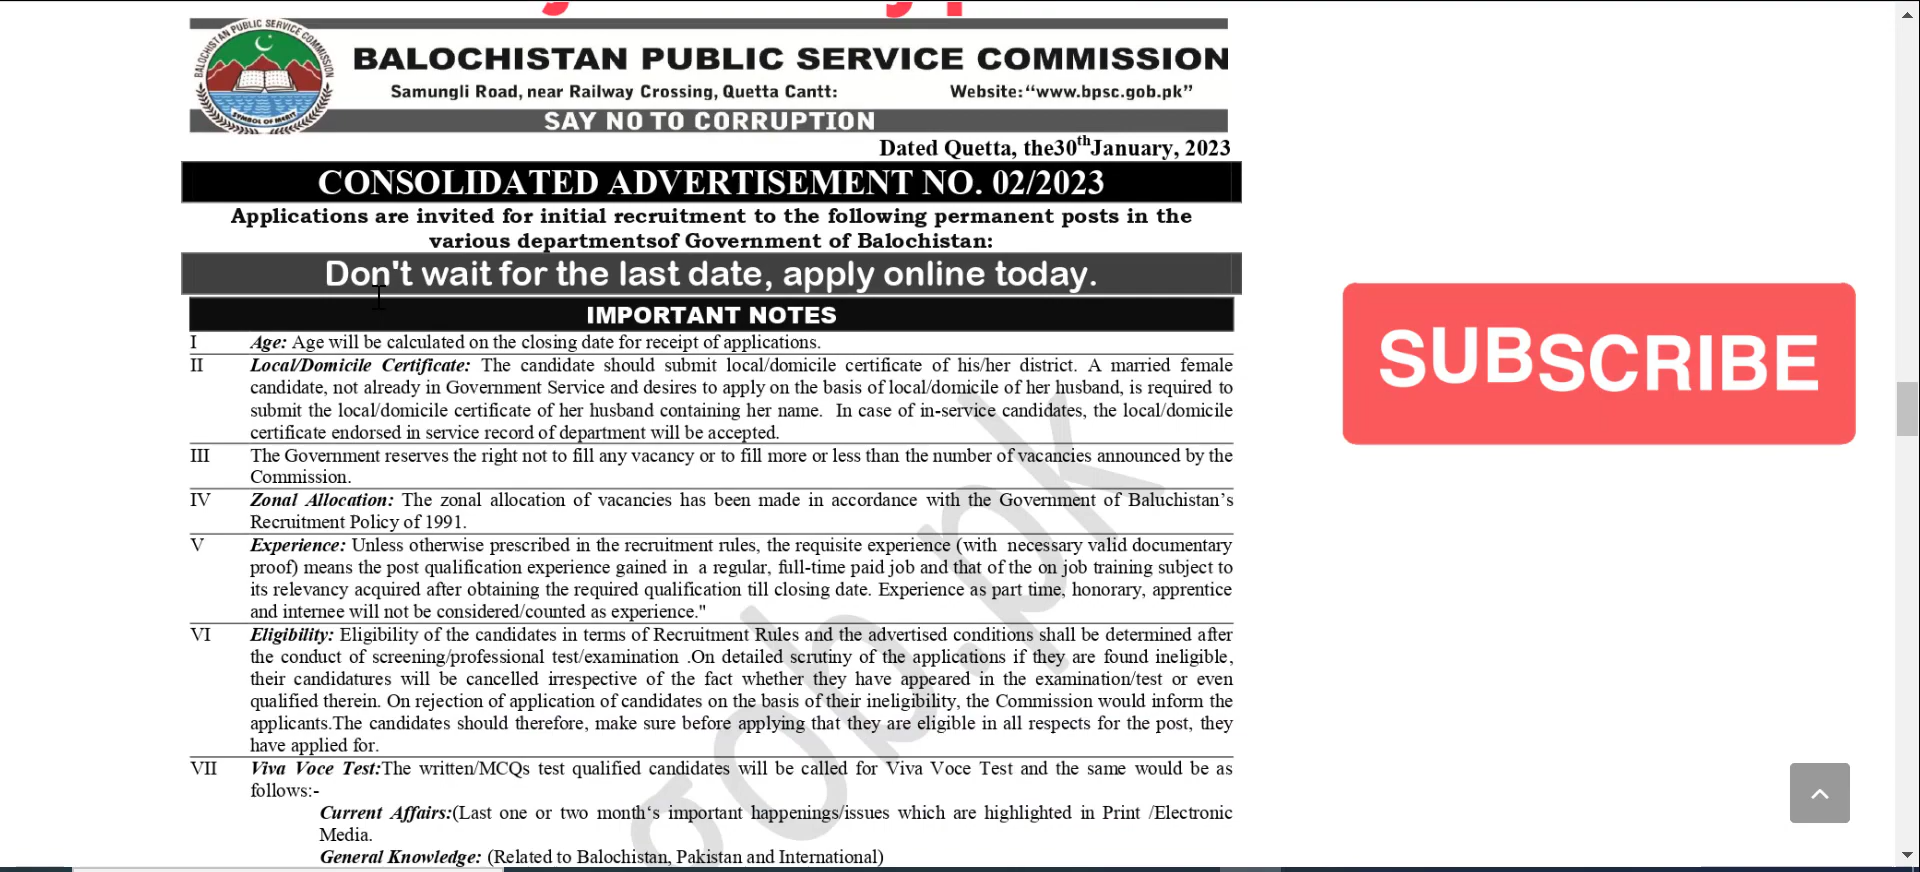 BALOCHISTAN PUBLIC SERVICE COMMISSION
SYMBOL OF MERIT
BALOCHISTAN PUBLIC SERVICE COMMISSION
Samungli Road, near Railway Crossing, Quetta Cantt: Website:“www.bpsc.gob.pk”
SAY NO TO CORRUPTION
Dated Quetta, the30thJanuary, 2023
CONSOLIDATED ADVERTISEMENT NO. 02/2023
Applications are invited for initial recruitment to the following permanent posts in the
various departmentsof Government of Balochistan:
Don't wait for the last date, apply online today.
IMPORTANT NOTES
I Age: Age will be calculated on the closing date for receipt of applications.
II Local/Domicile Certificate: The candidate should submit local/domicile certificate of his/her district. A married female
candidate, not already in Government Service and desires to apply on the basis of local/domicile of her husband, is required to
submit the local/domicile certificate of her husband containing her name. In case of in-service candidates, the local/domicile
certificate endorsed in service record of department will be accepted.
III The Government reserves the right not to fill any vacancy or to fill more or less than the number of vacancies announced by the
Commission.
IV Zonal Allocation: The zonal allocation of vacancies has been made in accordance with the Government of Baluchistan’s
Recruitment Policy of 1991.
V Experience: Unless otherwise prescribed in the recruitment rules, the requisite experience (with necessary valid documentary
proof) means the post qualification experience gained in a regular, full-time paid job and that of the on job training subject to
its relevancy acquired after obtaining the required qualification till closing date. Experience as part time, honorary, apprentice
and internee will not be considered/counted as experience."
VI Eligibility: Eligibility of the candidates in terms of Recruitment Rules and the advertised conditions shall be determined after
the conduct of screening/professional test/examination .On detailed scrutiny of the applications if they are found ineligible,
their candidatures will be cancelled irrespective of the fact whether they have appeared in the examination/test or even
qualified therein. On rejection of application of candidates on the basis of their ineligibility, the Commission would inform the
applicants.The candidates should therefore, make sure before applying that they are eligible in all respects for the post, they
have applied for.
VII Viva Voce Test:The written/MCQs test qualified candidates will be called for Viva Voce Test and the same would be as
follows:-
Current Affairs:(Last one or two month‘s important happenings/issues which are highlighted in Print /Electronic
Media.
General Knowledge: (Related to Balochistan, Pakistan and International)
gob.pk
SUBSCRIBE